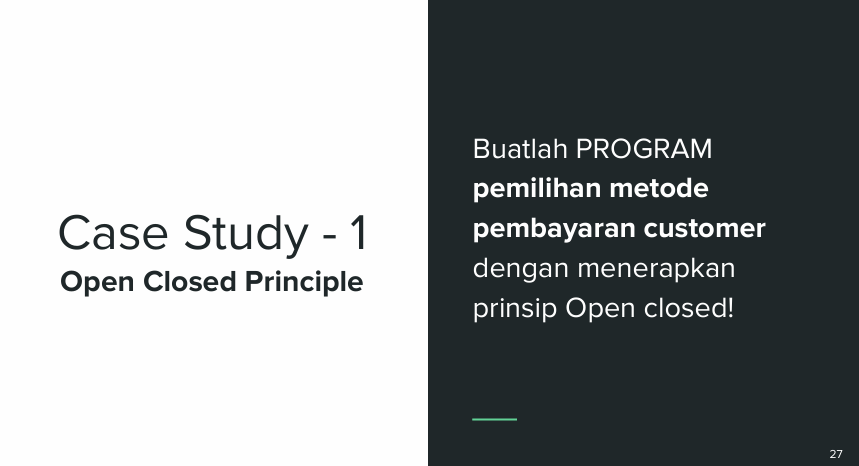 Case Study - 1
Open Closed Principle
Buatlah PROGRAM
pemilihan metode
pembayaran customer
dengan menerapkan
prinsip Open closed!
27